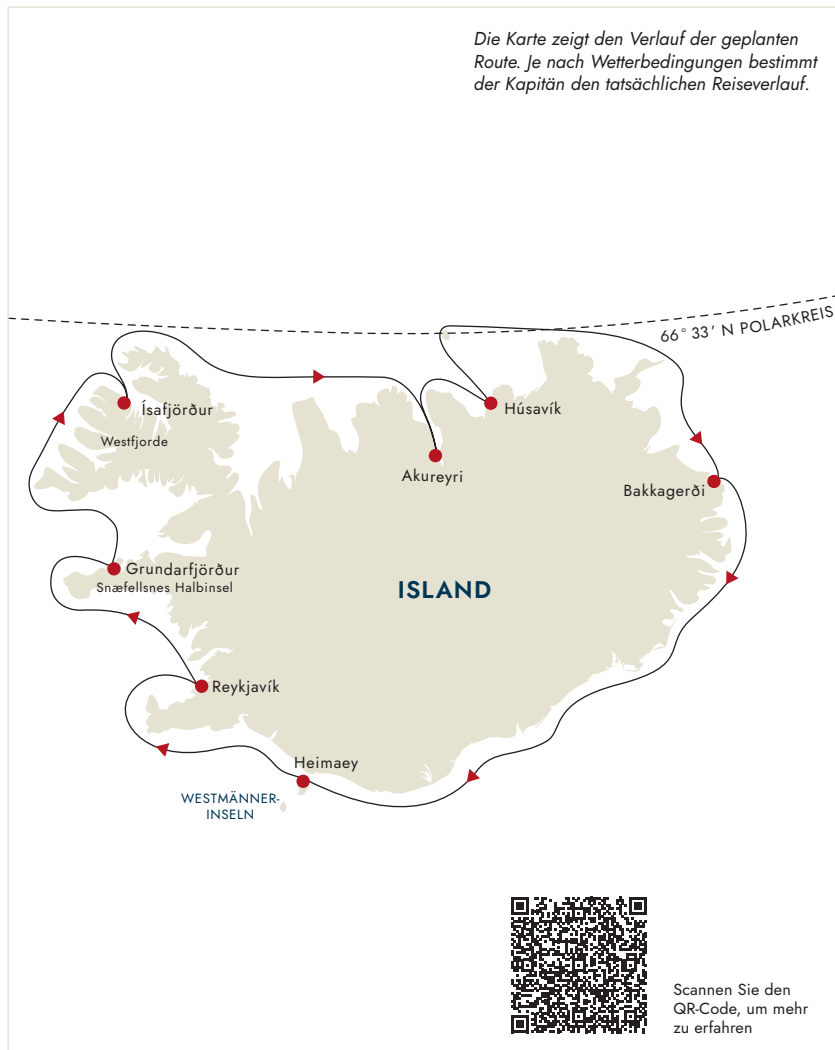 Die Karte zeigt den Verlauf der geplanten
Route. Je nach Wetterbedingungen bestimmt
der Kapitän den tatsächlichen Reiseverlauf.
66° 33’ N POLARKREIS
Ísafjörður
Westfjorde
Húsavík
Akureyri
Bakkagerði
Grundarfjörður
Snæfellsnes Halbinsel
ISLAND
Reykjavík
Heimaey
WESTMÄNNER-
INSELN
Scannen Sie den
QR-Code, um mehr
zu erfahren